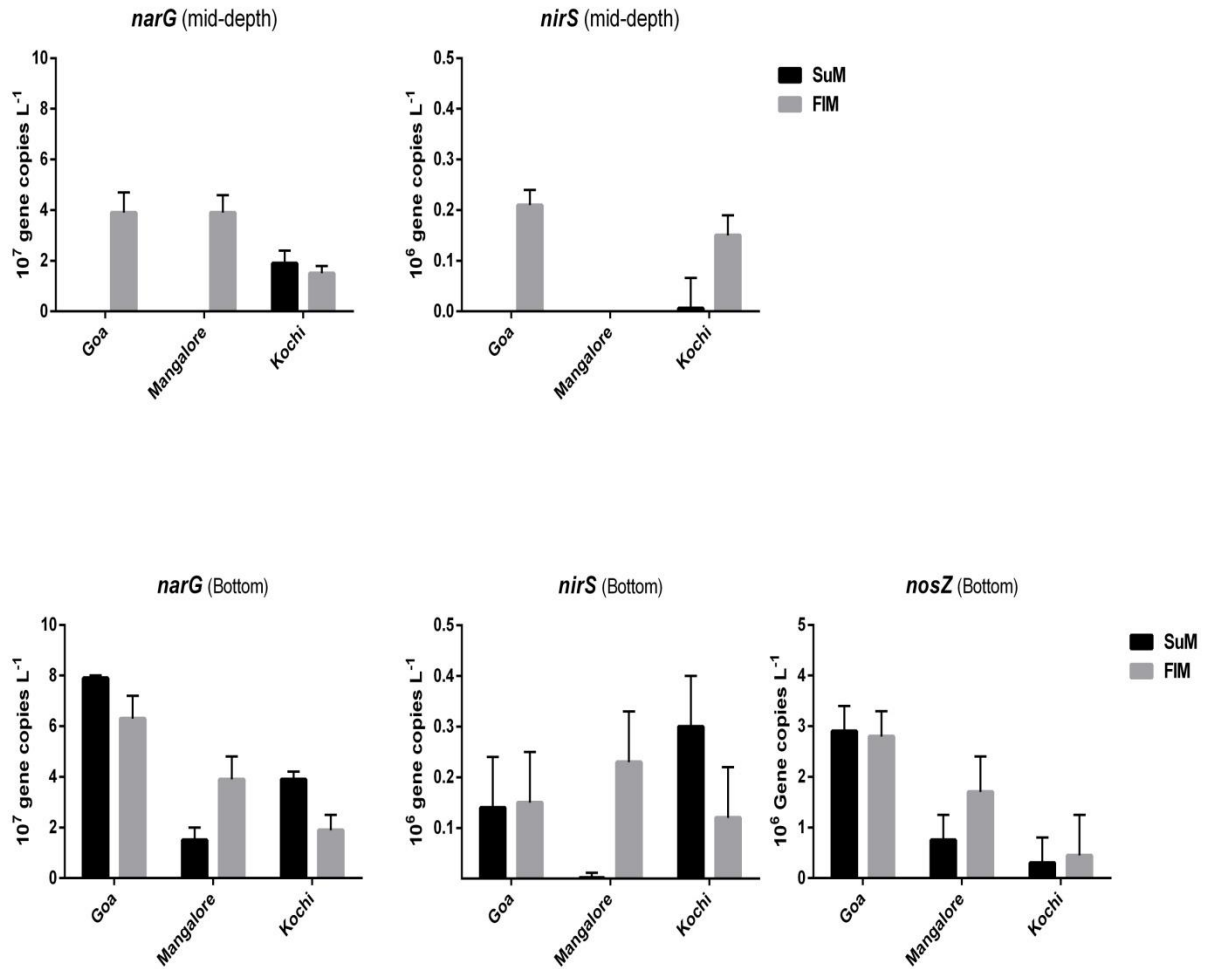 narG (mid-depth)
10⁷ gene copies L⁻¹
10
8
6
4
2
0
Goa
Mangalore
Kochi
nirS (mid-depth)
10⁶ gene copies L⁻¹
0.5
0.4
0.3
0.2
0.1
0.0
Goa
Mangalore
Kochi
SuM
FIM
narG (Bottom)
10⁷ gene copies L⁻¹
10
8
6
4
2
0
Goa
Mangalore
Kochi
nirS (Bottom)
10⁶ gene copies L⁻¹
0.5
0.4
0.3
0.2
0.1
Goa
Mangalore
Kochi
nosZ (Bottom)
10⁶ Gene copies L⁻¹
5
4
3
2
1
0
Goa
Mangalore
Kochi
SuM
FIM